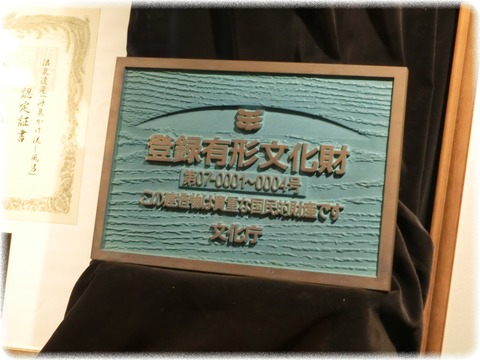 認定証書
登録有形文化財
第07-0001~0004号
この建造物は貴重な国民的財産です
文化庁